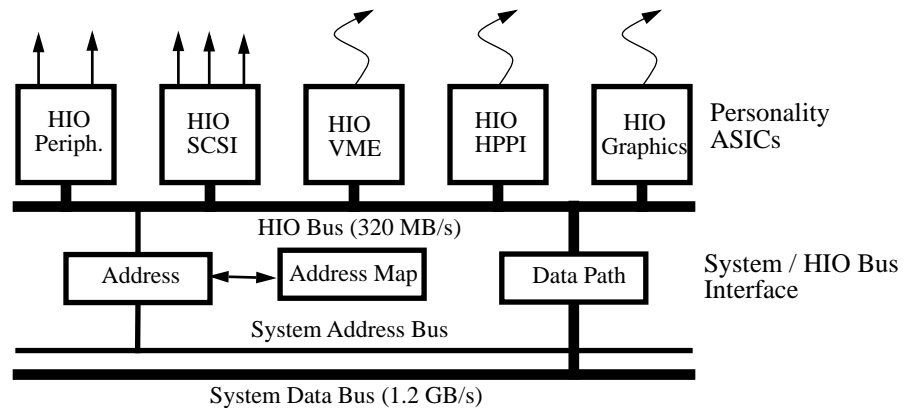 HIO
Periph.
HIO
SCSI
HIO
VME
HIO
HPPI
HIO
Graphics
Personality
ASICs
HIO Bus (320 MB/s)
Address
Address Map
Data Path
System / HIO Bus
Interface
System Address Bus
System Data Bus (1.2 GB/s)